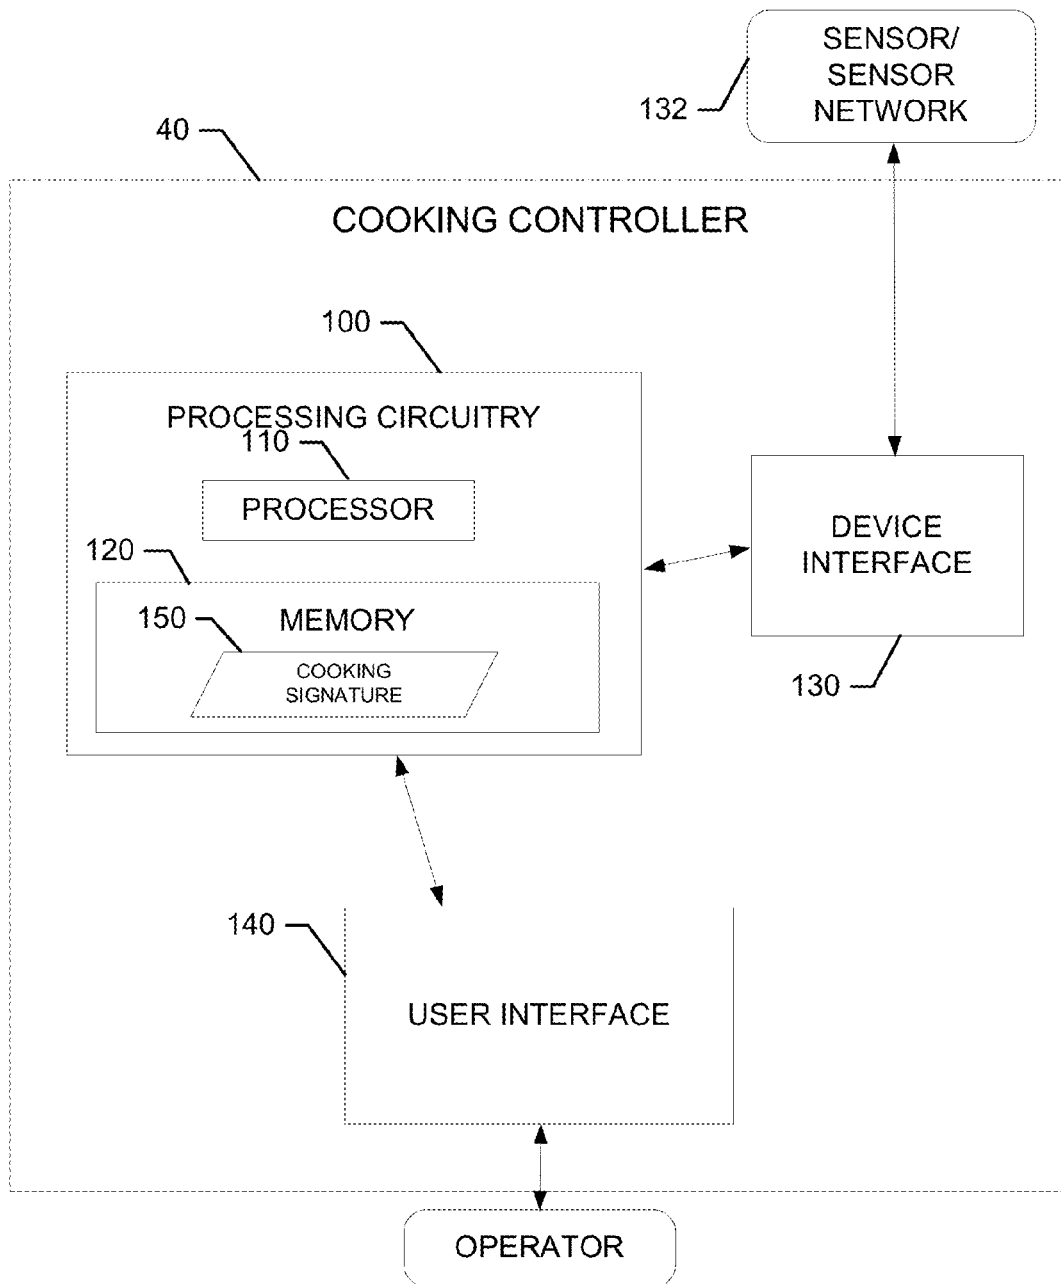 SENSOR/
SENSOR
NETWORK
132
40
COOKING CONTROLLER
100
PROCESSING CIRCUITRY
110
PROCESSOR
120
MEMORY
150
COOKING
SIGNATURE
DEVICE
INTERFACE
130
140
USER INTERFACE
OPERATOR